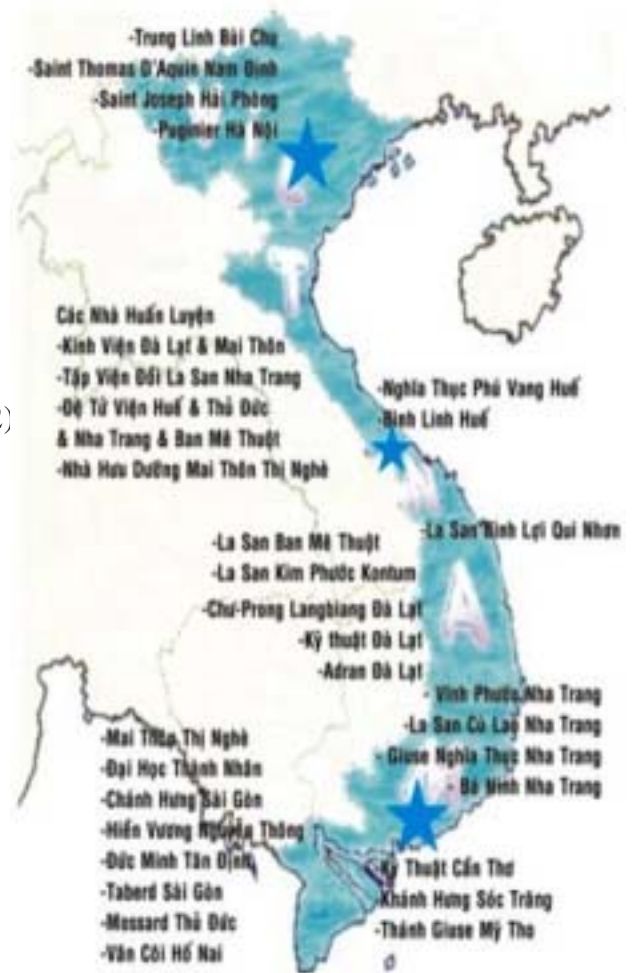 -Trung Linh Bùi Chu
-Saint Thomas D'Aquin Nam Định
-Saint Joseph Hải Phòng
-Puginier Hà Nội
V I Ệ
T
Các Nhà Huấn Luyện
-Kinh Viện Đà Lạt & Mai Thôn
-Tập Viện Đồi La San Nha Trang
-Đệ Tử Viện Huế & Thủ Đức
& Nha Trang & Ban Mê Thuột
-Nhà Hưu Dưỡng Mai Thôn Thị Nghè
2)
-Nghĩa Thục Phú Vang Huế
-Bình Linh Huế
N
-La San Bình Lợi Qui Nhơn
-La San Ban Mê Thuột
-La San Kim Phước Kontum
-Chư-Prong Langbiang Đà Lạt
-Kỹ thuật Đà Lạt
-Adran Đà Lạt
A
- Vĩnh Phước Nha Trang
-La San Cù Lao Nha Trang
- Giuse Nghĩa Thục Nha Trang
- Bá Ninh Nha Trang
M
-Mai Thôn Thị Nghè
-Đại Học Thành Nhân
-Chánh Hưng Sài Gòn
-Hiền Vương Nguyễn Thông
-Đức Minh Tân Định
-Taberd Sài Gòn
-Mossard Thủ Đức
-Văn Côi Hố Nai
-Kỹ Thuật Cần Thơ
-Khánh Hưng Sóc Trăng
-Thánh Giuse Mỹ Tho